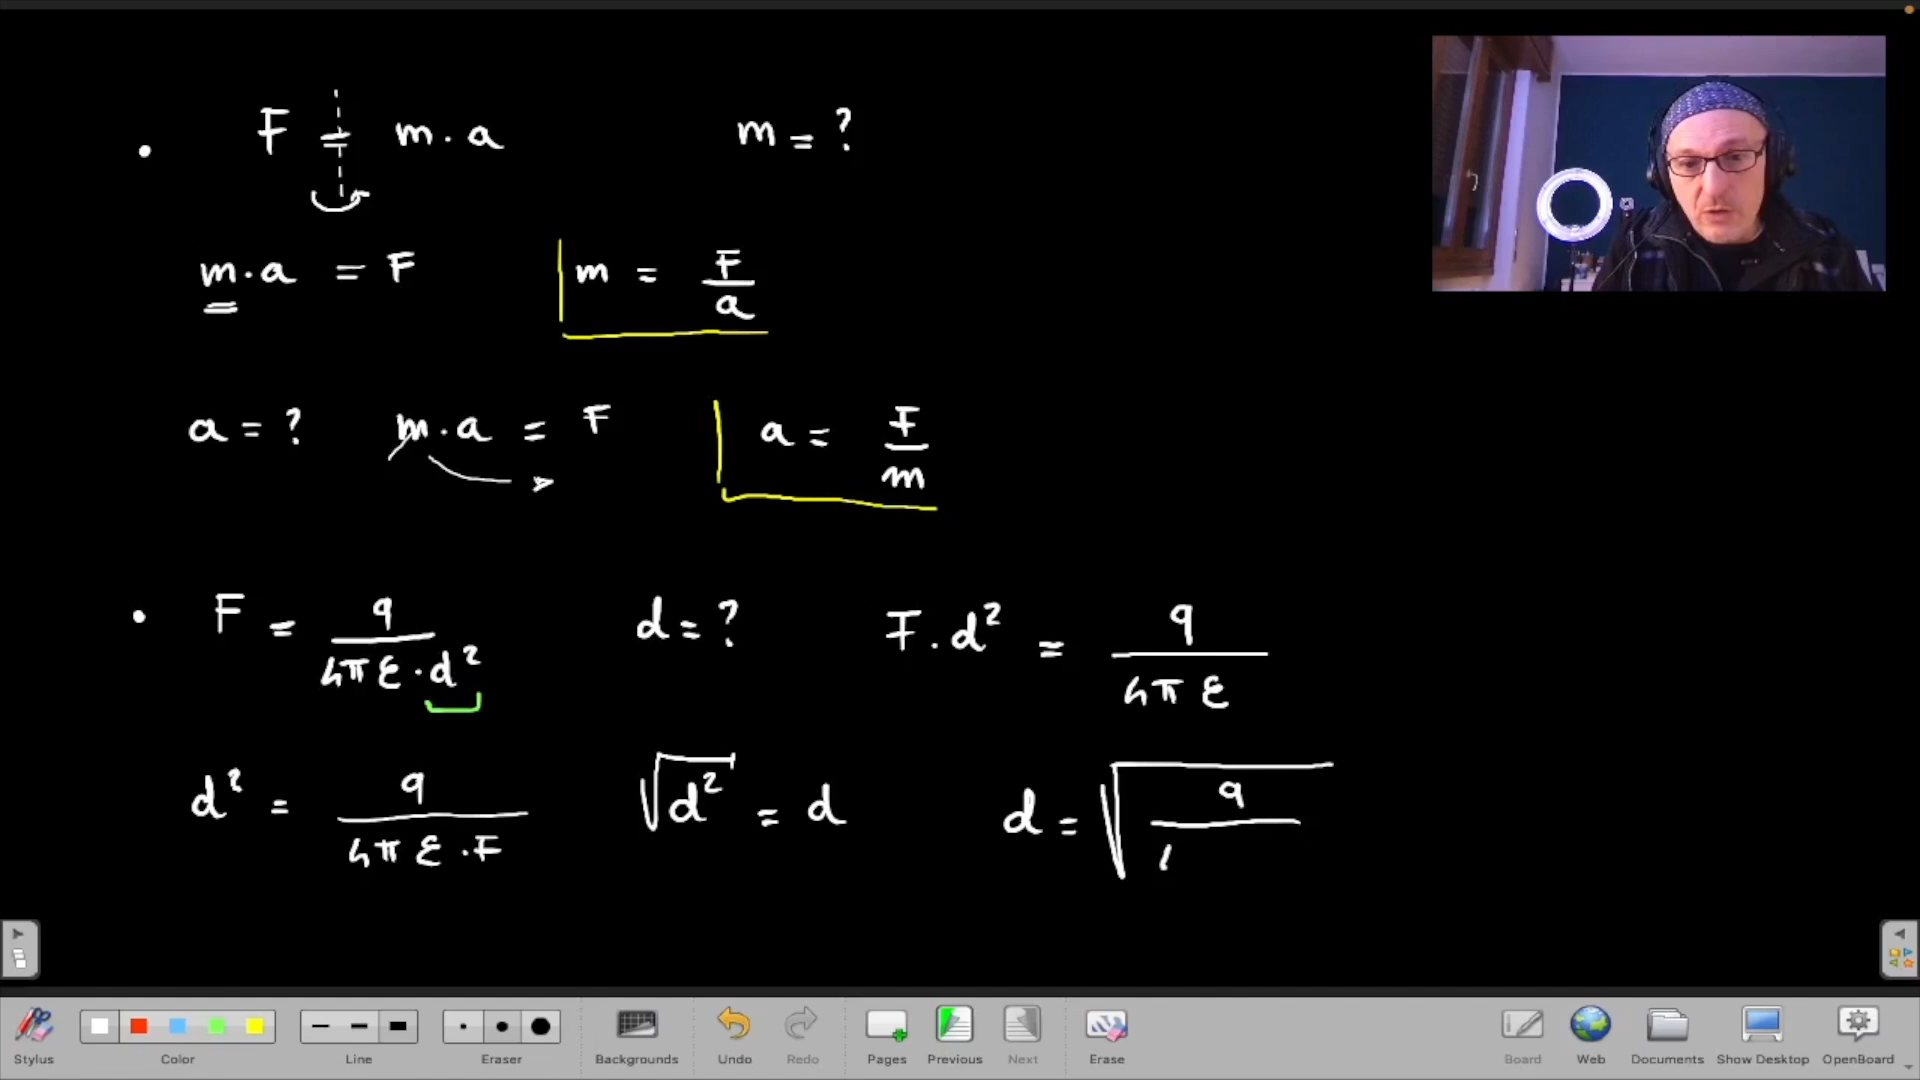 • F = m · a m = ?
m · a = F m = F/a
a = ? m · a = F a = F/m
• F = q/(4πε · d²) d = ? F · d² = q/(4πε)
d² = q/(4πε · F) √d² = d d = √(q/
Stylus Color Line Eraser Backgrounds Undo Redo Pages Previous Next Erase Board Web Documents Show Desktop OpenBoard